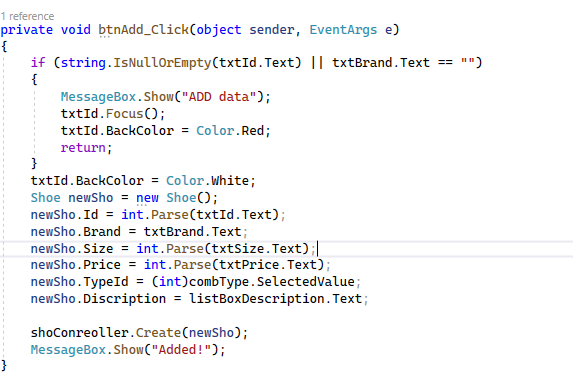 1 reference
private void btnAdd_Click(object sender, EventArgs e)
{
    if (string.IsNullOrEmpty(txtId.Text) || txtBrand.Text == "")
    {
        MessageBox.Show("ADD data");
        txtId.Focus();
        txtId.BackColor = Color.Red;
        return;
    }
    txtId.BackColor = Color.White;
    Shoe newSho = new Shoe();
    newSho.Id = int.Parse(txtId.Text);
    newSho.Brand = txtBrand.Text;
    newSho.Size = int.Parse(txtSize.Text);
    newSho.Price = int.Parse(txtPrice.Text);
    newSho.TypeId = (int)combType.SelectedValue;
    newSho.Discription = listBoxDescription.Text;

    shoConreoller.Create(newSho);
    MessageBox.Show("Added!");
}